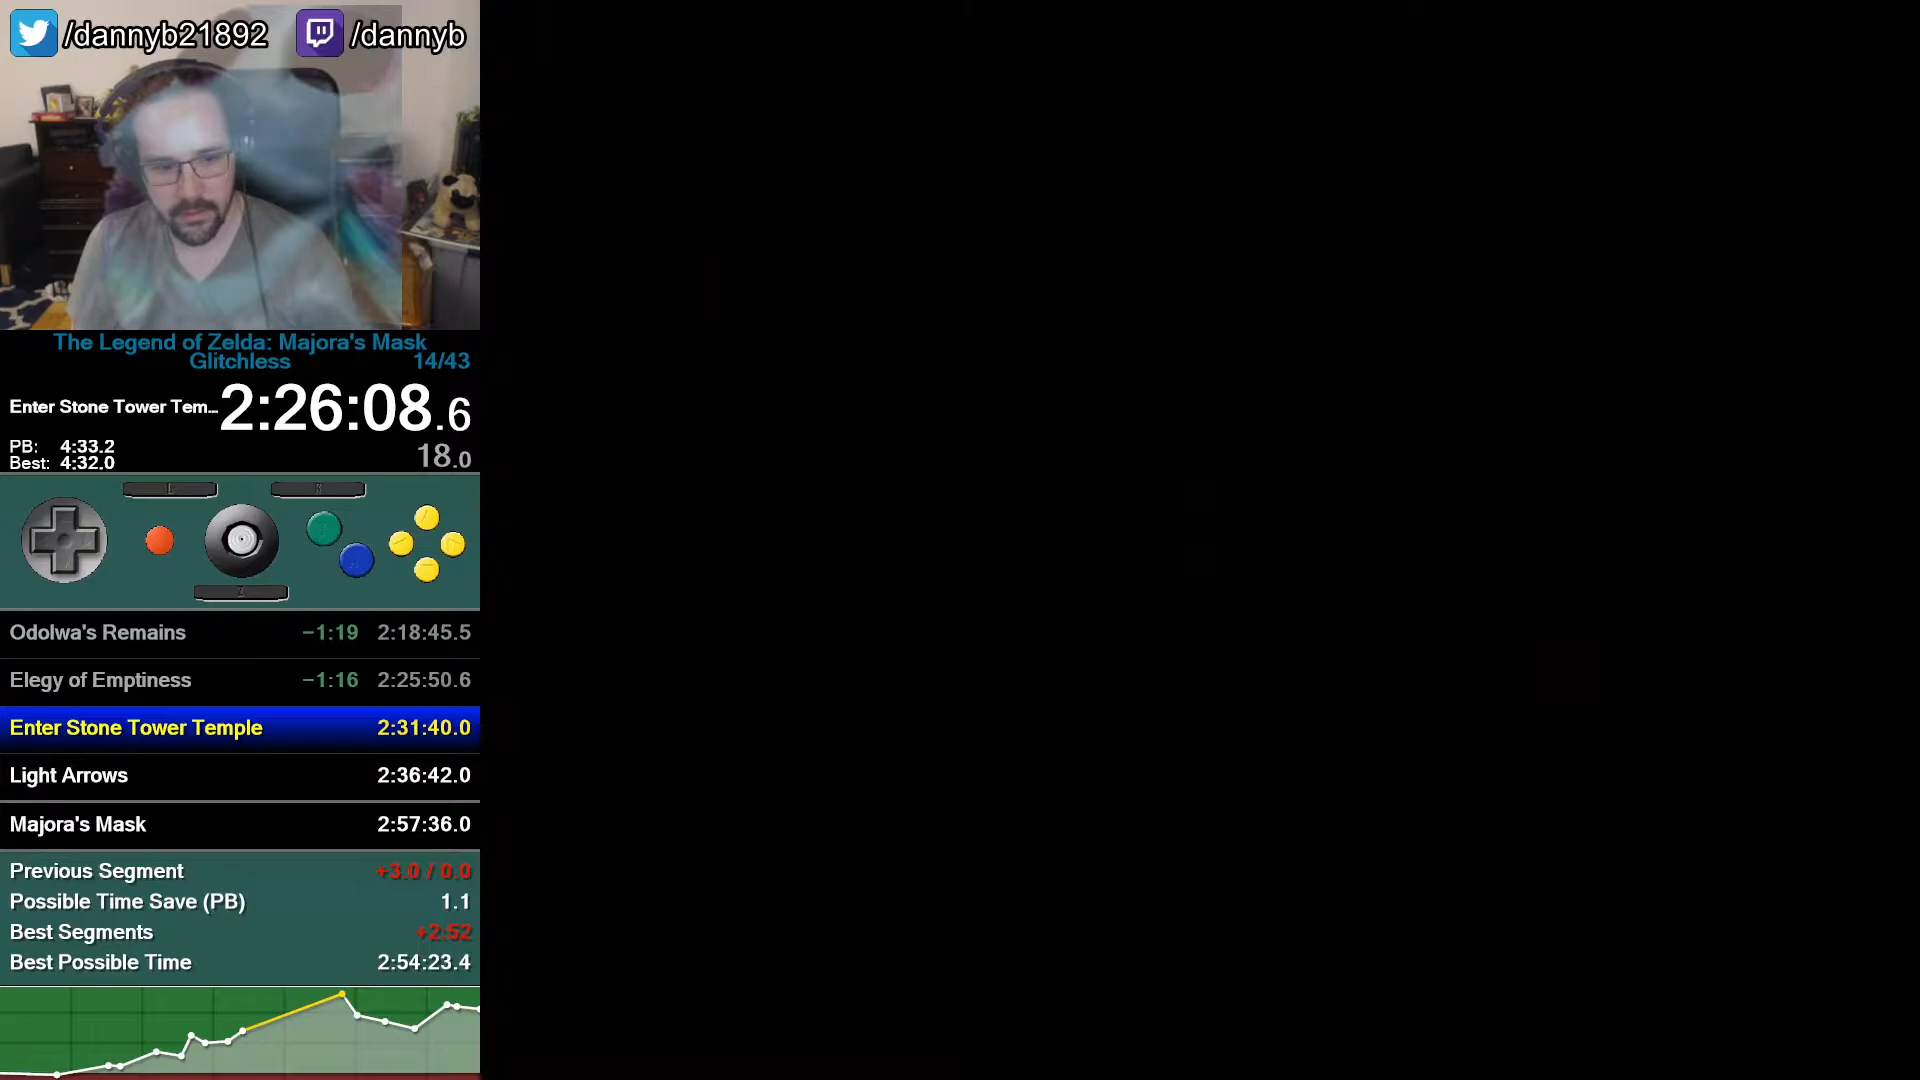 /dannyb21892 /dannyb
The Legend of Zelda: Majora's Mask
Glitchless 14/43
Enter Stone Tower Tem... 2:26:08.6
PB: 4:33.2
Best: 4:32.0 18.0
L R
Z
Odolwa's Remains −1:19 2:18:45.5
Elegy of Emptiness −1:16 2:25:50.6
Enter Stone Tower Temple 2:31:40.0
Light Arrows 2:36:42.0
Majora's Mask 2:57:36.0
Previous Segment +3.0 / 0.0
Possible Time Save (PB) 1.1
Best Segments +2:52
Best Possible Time 2:54:23.4